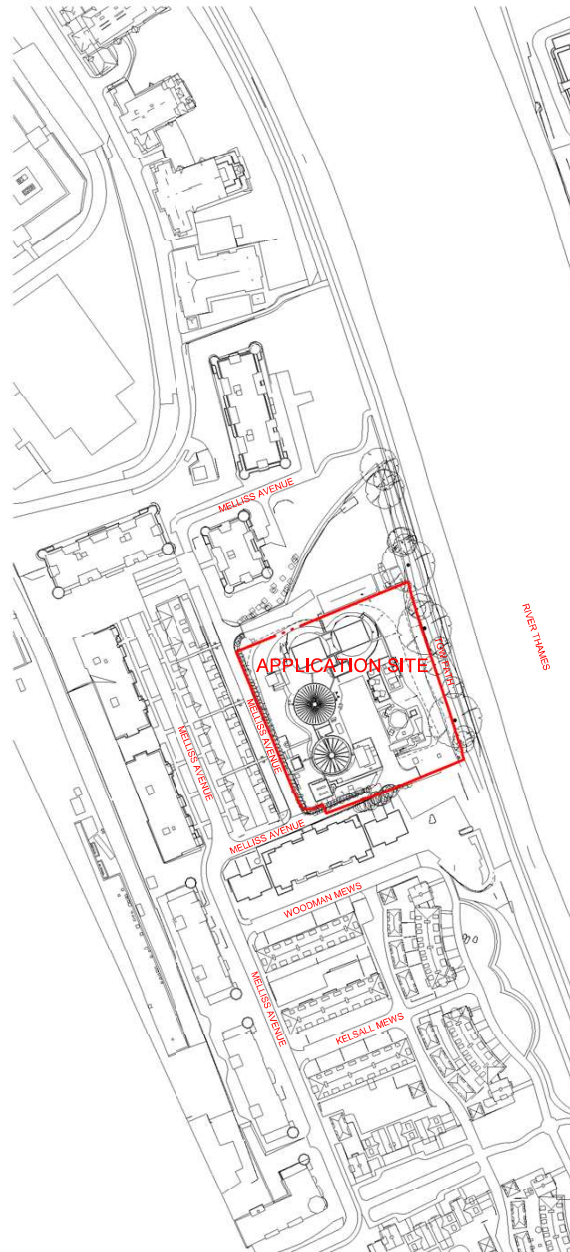 MELLISS AVENUE
RIVER THAMES
TOWPATH
APPLICATION SITE
MELLISS AVENUE
MELLISS AVENUE
MELLISS AVENUE
WOODMAN MEWS
MELLISS AVENUE
KELSALL MEWS